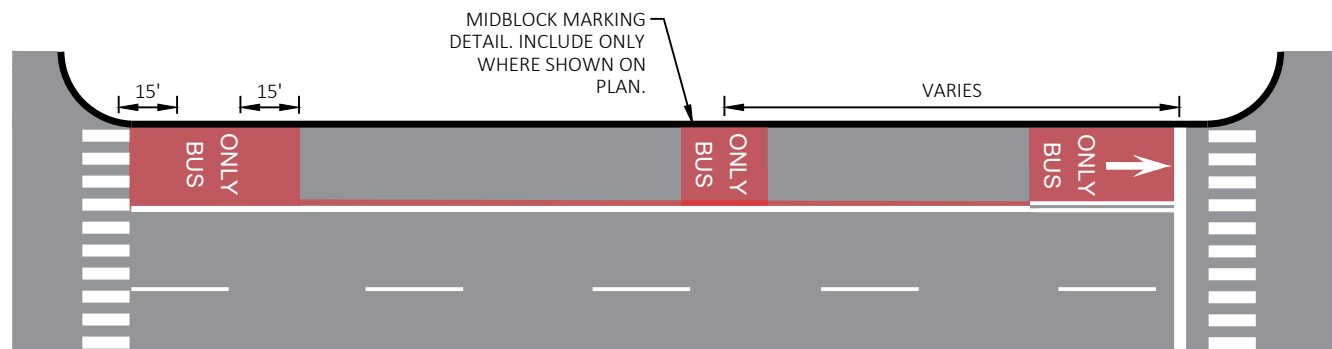 MIDBLOCK MARKING
DETAIL. INCLUDE ONLY
WHERE SHOWN ON
PLAN.
15'
15'
VARIES
ONLY
BUS
ONLY
BUS
ONLY
BUS